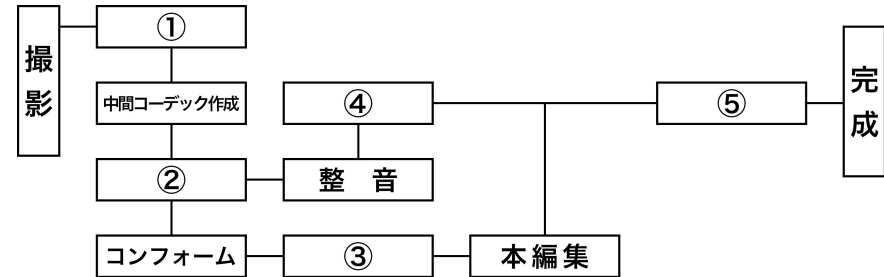 撮影
①
中間コーデック作成
②
コンフォーム
④
整 音
③
本編集
⑤
完成